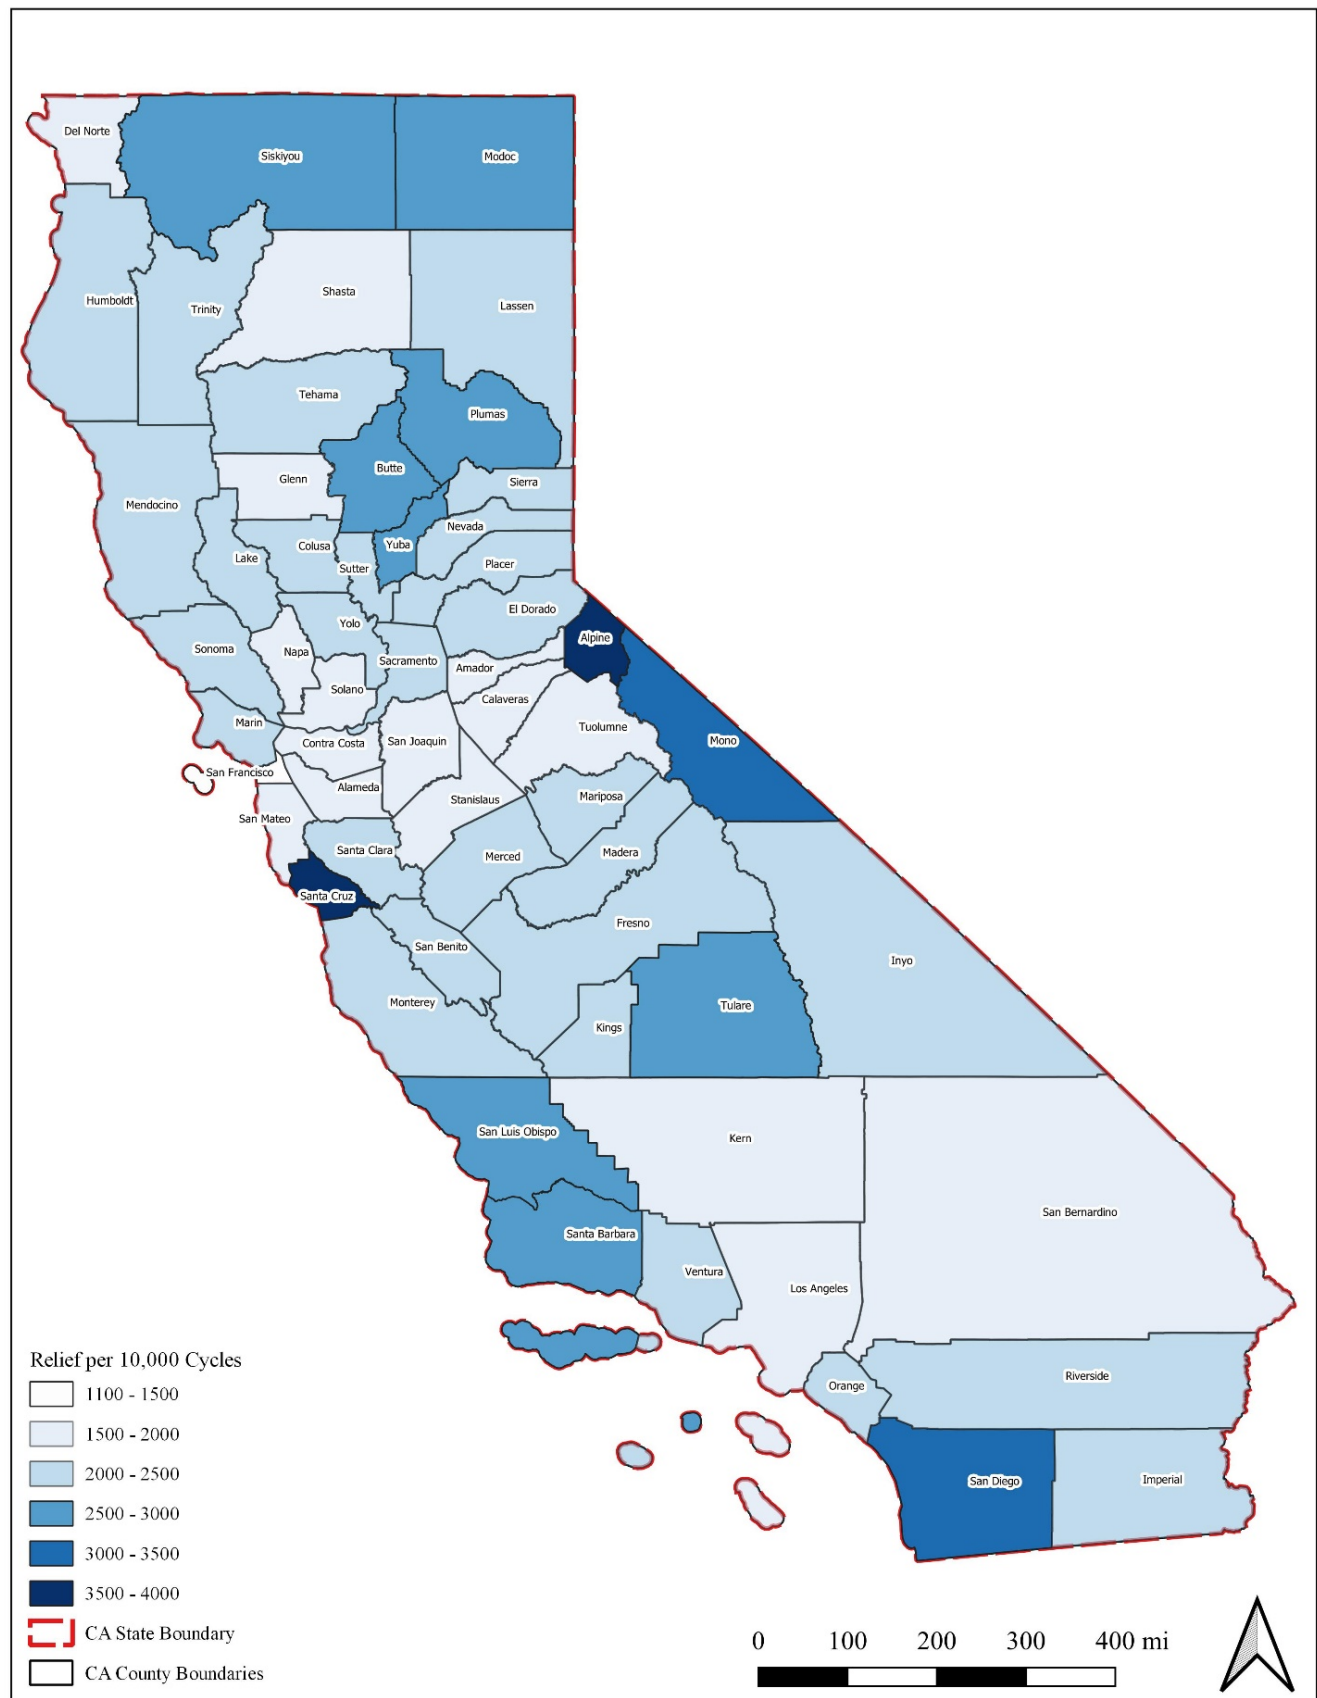 Del Norte
Siskiyou
Modoc
Humboldt
Trinity
Shasta
Lassen
Tehama
Plumas
Butte
Glenn
Sierra
Mendocino
Nevada
Colusa
Yuba
Lake
Sutter
Placer
El Dorado
Yolo
Alpine
Sonoma
Napa
Sacramento
Amador
Solano
Calaveras
Marin
Tuolumne
Contra Costa
San Joaquin
Mono
San Francisco
Alameda
Stanislaus
Mariposa
San Mateo
Santa Clara
Merced
Madera
Santa Cruz
Fresno
San Benito
Inyo
Monterey
Tulare
Kings
San Luis Obispo
Kern
San Bernardino
Santa Barbara
Ventura
Los Angeles
Orange
Riverside
San Diego
Imperial
Relief per 10,000 Cycles
1100 - 1500
1500 - 2000
2000 - 2500
2500 - 3000
3000 - 3500
3500 - 4000
CA State Boundary
CA County Boundaries
0 100 200 300 400 mi